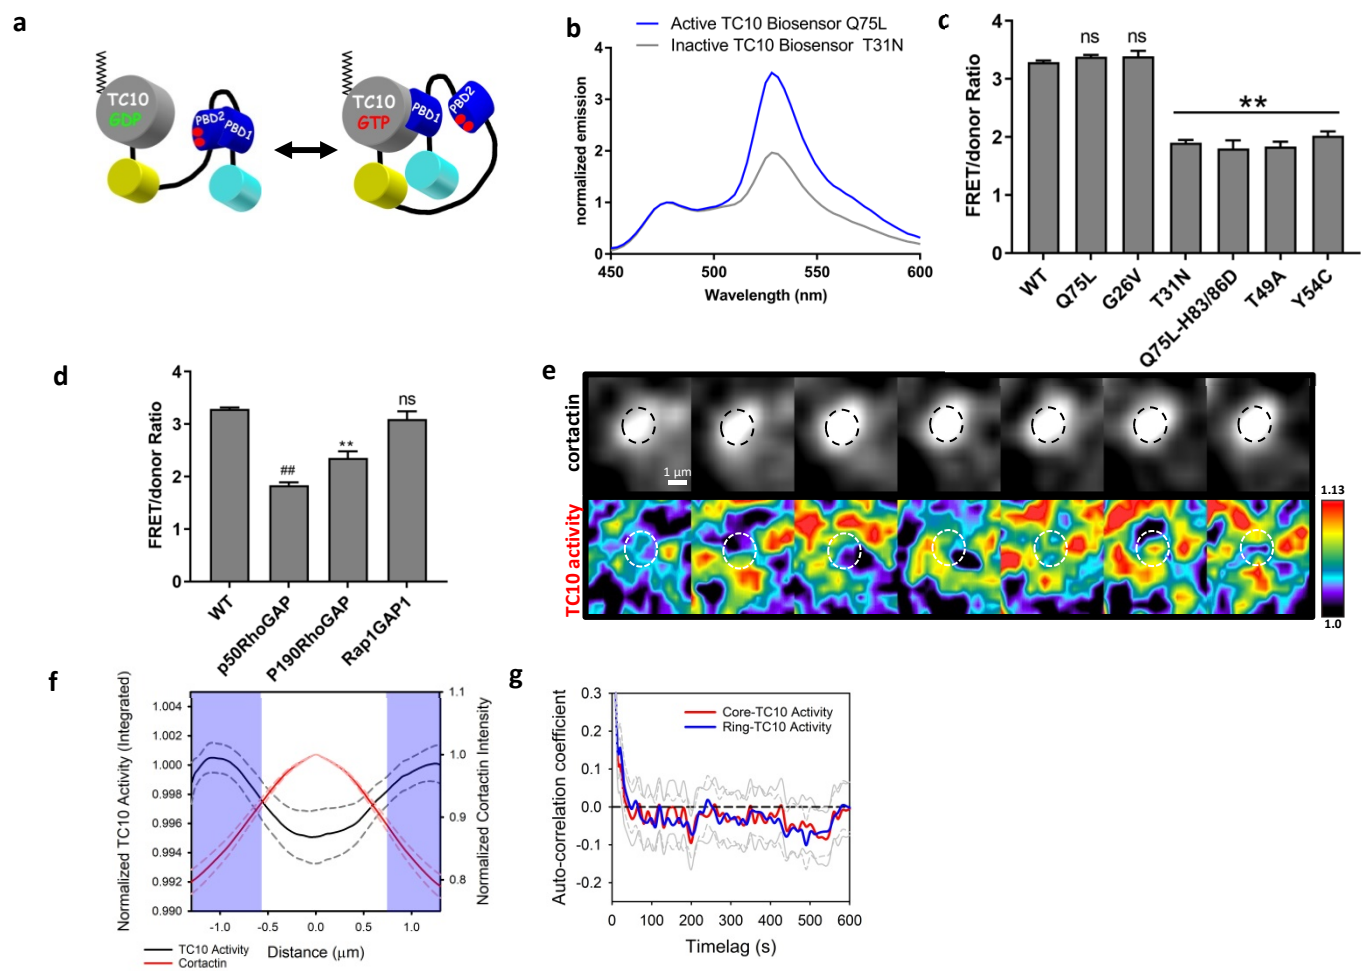 a
TC10
GDP
PBD2
PBD1
TC10
GTP
PBD1
PBD2
b
Active TC10 Biosensor Q75L
Inactive TC10 Biosensor T31N
normalized emission
4
3
2
1
0
450
500
550
600
Wavelength (nm)
c
FRET/donor Ratio
4
3
2
1
0
ns
ns
**
WT
Q75L
G26V
T31N
Q75L-H83/86D
T49A
Y54C
d
FRET/donor Ratio
4
3
2
1
0
##
**
ns
WT
p50RhoGAP
P190RhoGAP
Rap1GAP1
e
cortactin
1 µm
TC10 activity
1.13
1.0
f
Normalized TC10 Activity (Integrated)
1.004
1.002
1.000
0.998
0.996
0.994
0.992
0.990
1.1
1.0
0.9
0.8
Normalized Cortactin Intensity
-1.0
-0.5
0.0
0.5
1.0
Distance (µm)
TC10 Activity
Cortactin
g
Auto-correlation coefficient
0.3
0.2
0.1
0.0
-0.1
-0.2
Core-TC10 Activity
Ring-TC10 Activity
0
100
200
300
400
500
600
Timelag (s)